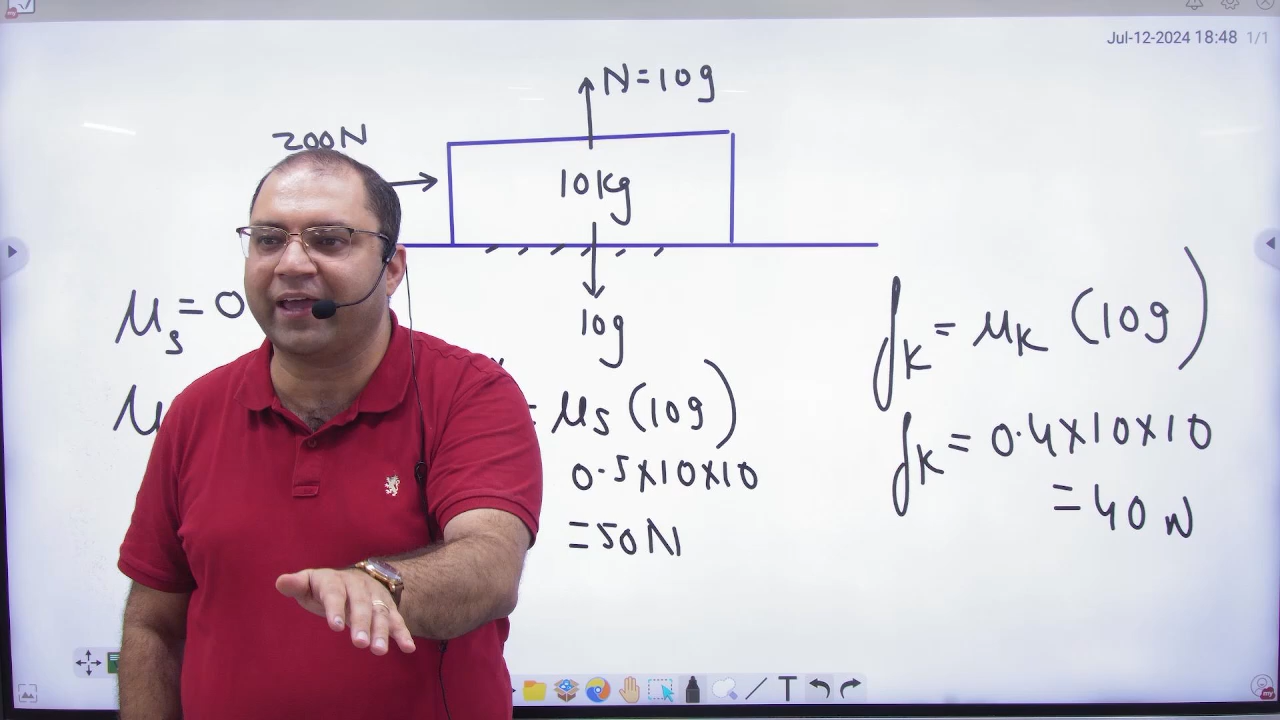 Jul-12-2024 18:48 1/1
N=10g
200N
10kg
10g
μs=0
μ
=μs(10g)
0.5×10×10
=50N
fK=μK(10g)
fK=0.4×10×10
=40N
T